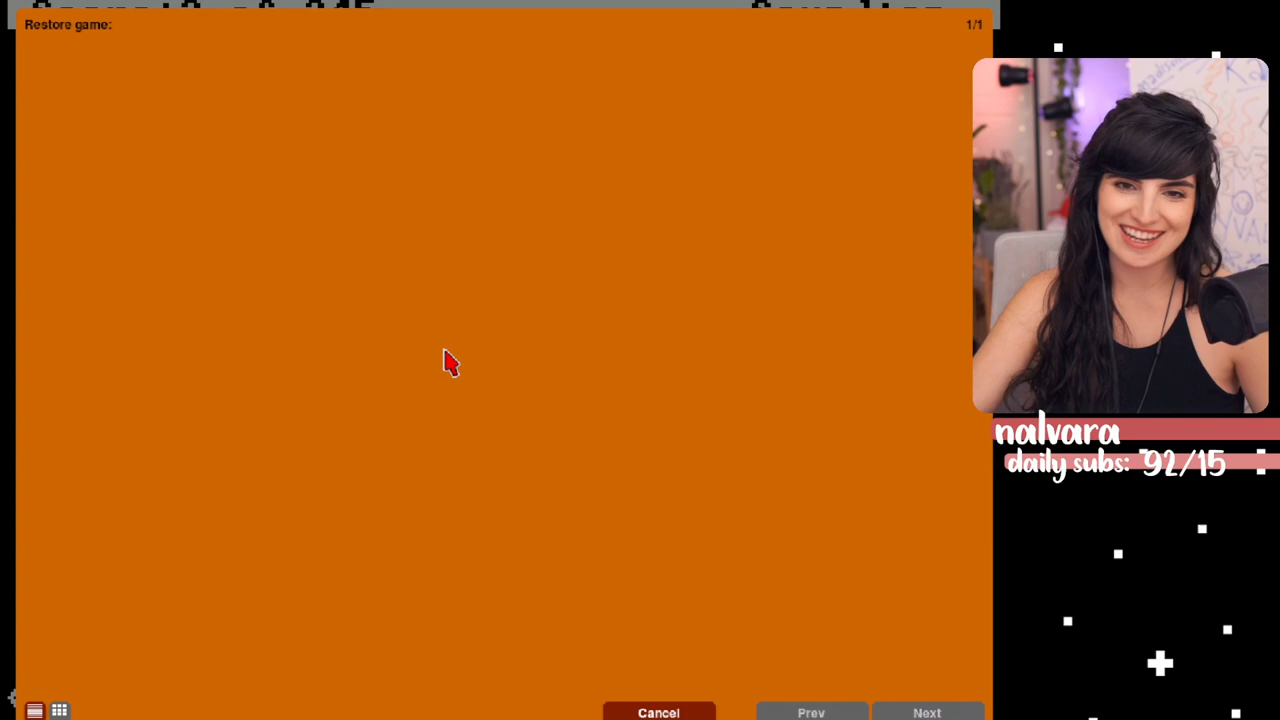 Restore game:
1/1
nalvara
daily subs: 92/15
Cancel
Prev
Next